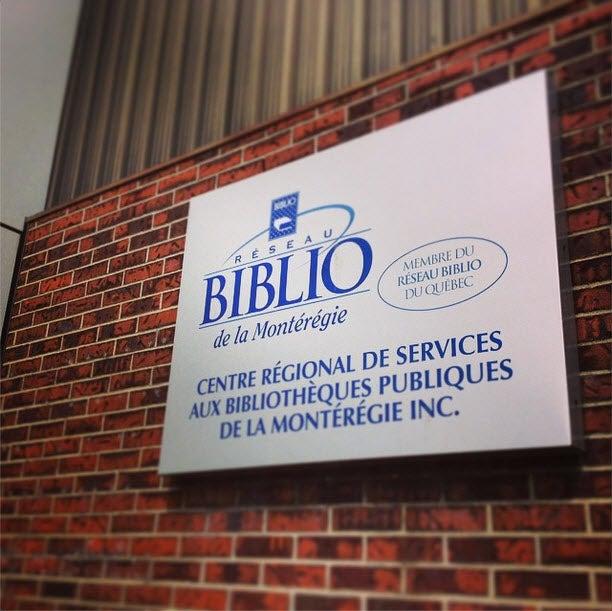 BIBLIO
RÉSEAU
BIBLIO
de la Montérégie
MEMBRE DU
RÉSEAU BIBLIO
DU QUÉBEC
CENTRE RÉGIONAL DE SERVICES
AUX BIBLIOTHÈQUES PUBLIQUES
DE LA MONTÉRÉGIE INC.